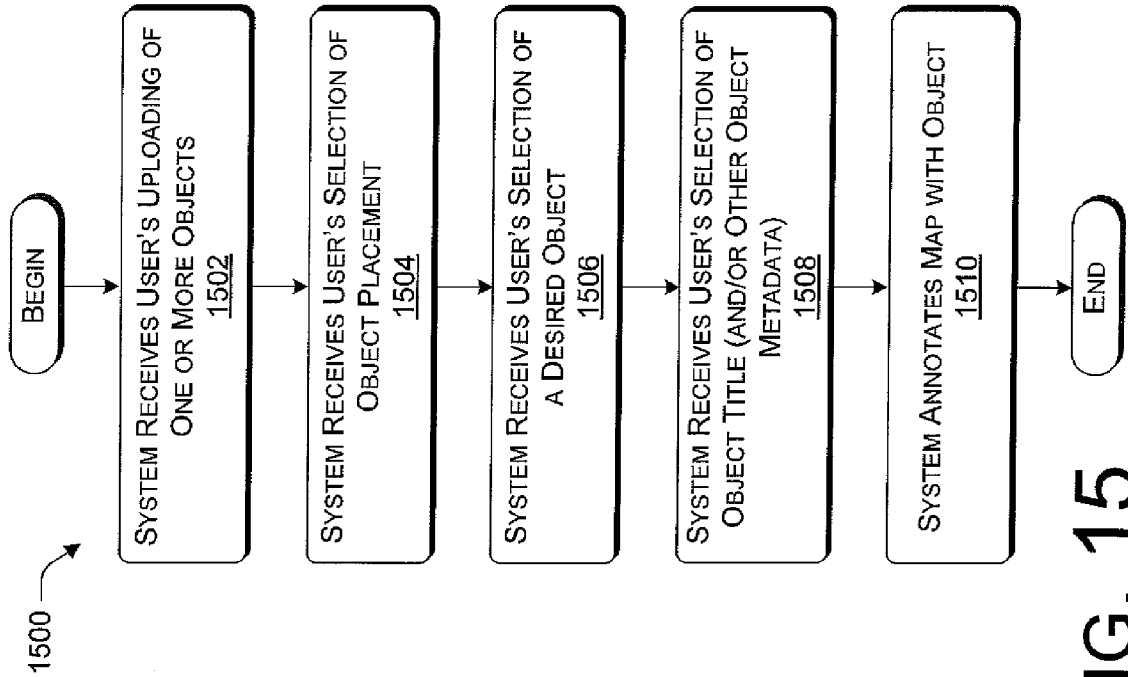 1500
BEGIN
SYSTEM RECEIVES USER'S UPLOADING OF
ONE OR MORE OBJECTS
1502
SYSTEM RECEIVES USER'S SELECTION OF
OBJECT PLACEMENT
1504
SYSTEM RECEIVES USER'S SELECTION OF
A DESIRED OBJECT
1506
SYSTEM RECEIVES USER'S SELECTION OF
OBJECT TITLE (AND/OR OTHER OBJECT
METADATA)
1508
SYSTEM ANNOTATES MAP WITH OBJECT
1510
END
IG. 15